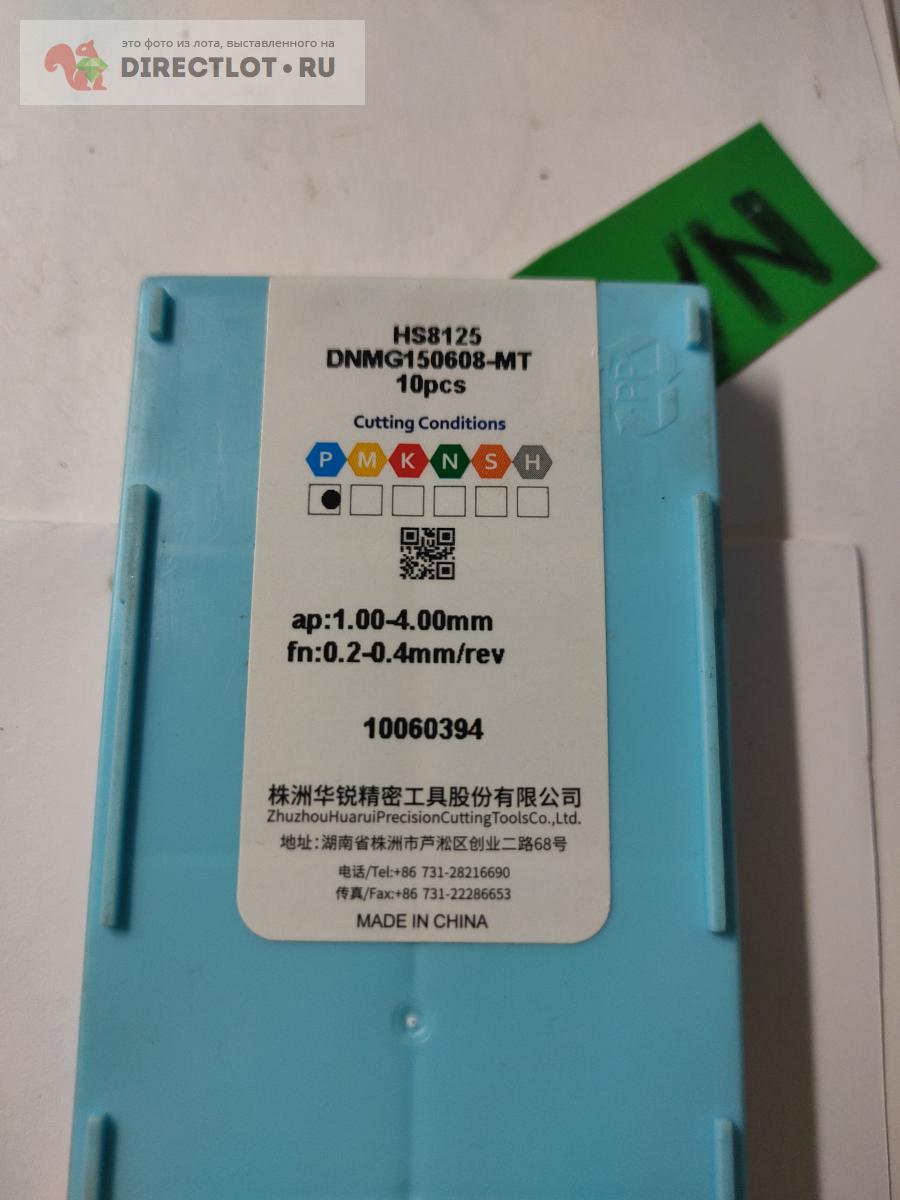 это фото из лота, выставленного на
DIRECTLOT•RU
HS8125
DNMG150608-MT
10pcs
Cutting Conditions
P M K N S H
ap:1.00-4.00mm
fn:0.2-0.4mm/rev
10060394
株洲华锐精密工具股份有限公司
ZhuzhouHuaruiPrecisionCuttingToolsCo.,Ltd.
地址:湖南省株洲市芦淞区创业二路68号
电话/Tel:+86 731-28216690
传真/Fax:+86 731-22286653
MADE IN CHINA
PP